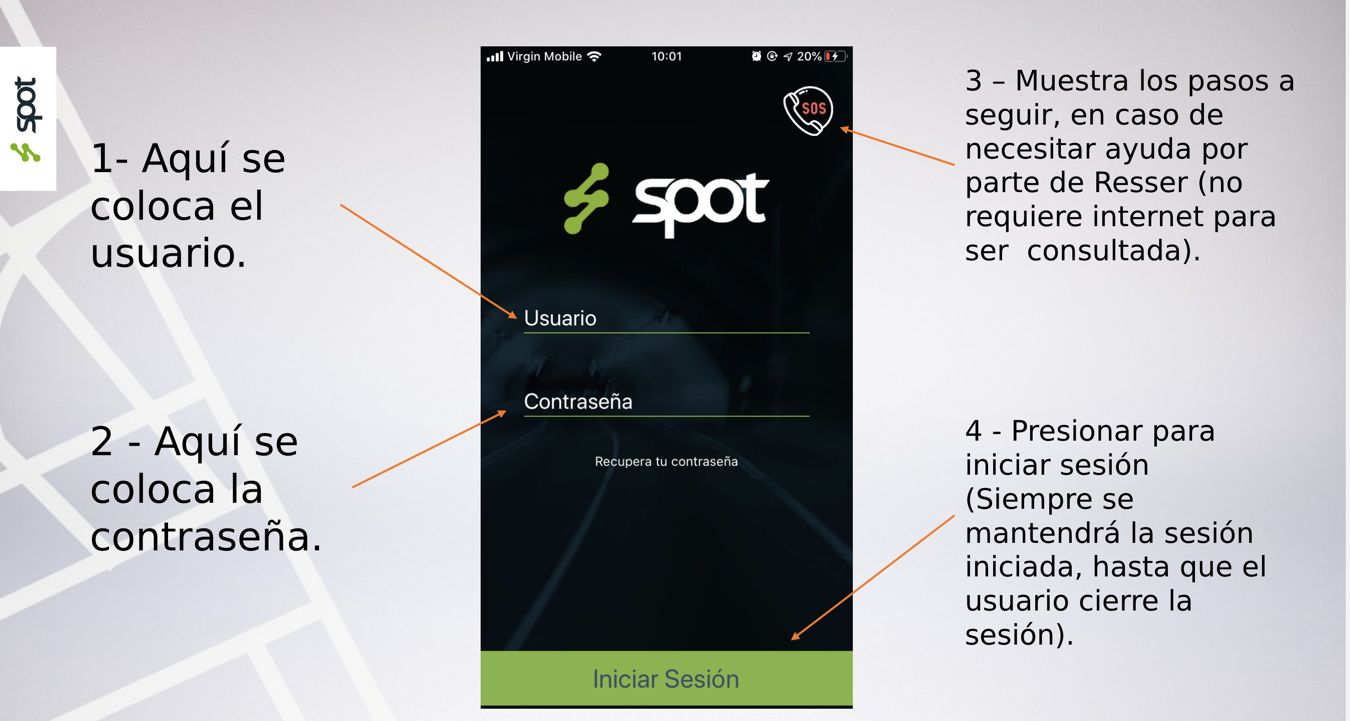 spot
1- Aquí se
coloca el
usuario.
2 - Aquí se
coloca la
contraseña.
Virgin Mobile
10:01
20%
SOS
spot
Usuario
Contraseña
Recupera tu contraseña
Iniciar Sesión
3 – Muestra los pasos a
seguir, en caso de
necesitar ayuda por
parte de Resser (no
requiere internet para
ser  consultada).
4 - Presionar para
iniciar sesión
(Siempre se
mantendrá la sesión
iniciada, hasta que el
usuario cierre la
sesión).